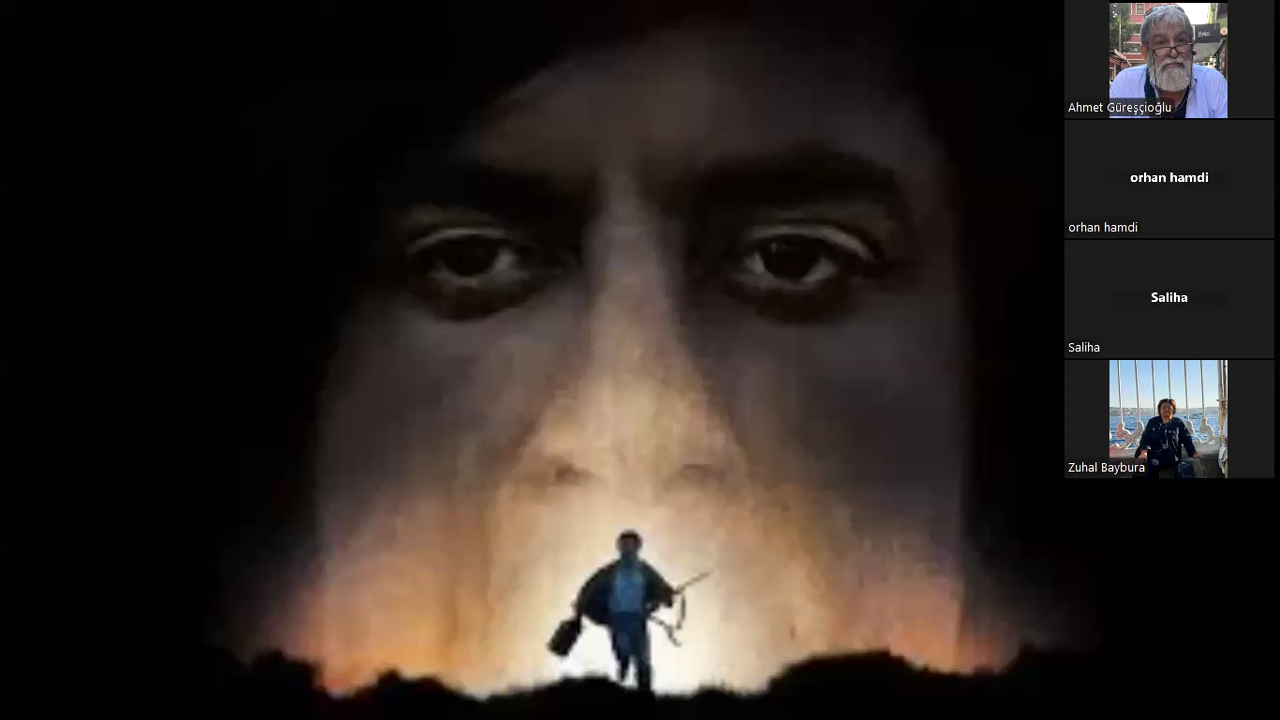 Ahmet Güreşçioğlu
orhan hamdi
orhan hamdi
Saliha
Saliha
Zuhal Baybura